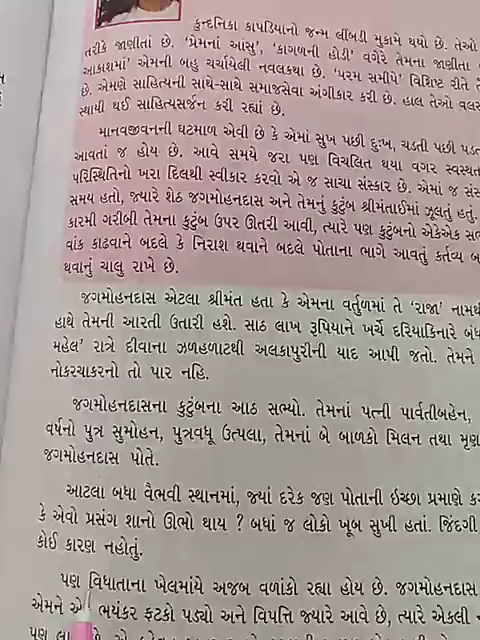 કુન્દનિકા કાપડિયાનો જન્મ લીંબડી મુકામે થયો છે. તેઓ
તરીકે જાણીતાં છે. ‘પ્રેમનાં આંસુ’, ‘કાગળની હોડી’ વગેરે તેમના જાણીતા
આકાશમાં’ એમની બહુ ચર્ચાયેલી નવલકથા છે. ‘પરમ સમીપે’ વિશિષ્ટ રીતે
છે. એમણે સાહિત્યની સાથે-સાથે સમાજસેવા અંગીકાર કરી છે. હાલ તેઓ
સ્થાયી થઈ સાહિત્યસર્જન કરી રહ્યાં છે.
માનવજીવનની ઘટમાળ એવી છે કે એમાં સુખ પછી દુઃખ, ચડતી પછી
આવતાં જ હોય છે. આવે સમયે જરા પણ વિચલિત થયા વગર
પરિસ્થિતિનો ખરા દિલથી સ્વીકાર કરવો એ જ સાચા સંસ્કાર છે. એમાં જ
સમય હતો, જ્યારે શેઠ જગમોહનદાસ અને તેમનું કુટુંબ શ્રીમંતાઈમાં ઝૂલતું હતું.
કારમી ગરીબી તેમના કુટુંબ ઉપર ઊતરી આવી, ત્યારે પણ કુટુંબનો એકેએક
વાંક કાઢવાને બદલે કે નિરાશ થવાને બદલે પોતાના ભાગે આવતું કર્તવ્ય
થવાનું ચાલુ રાખે છે.
જગમોહનદાસ એટલા શ્રીમંત હતા કે એમના વર્તુળમાં તે ‘રાજા’
હાથે તેમની આરતી ઉતારી હશે. સાઠ લાખ રૂપિયાને ખર્ચે દરિયાકિનારે
મહેલ’ રાત્રે દીવાના ઝળહળાટથી અલકાપુરીની યાદ આપી જતો. તેમને
નોકરચાકરનો તો પાર નહિ.
જગમોહનદાસના કુટુંબના આઠ સભ્યો. તેમનાં પત્ની પાર્વતીબહેન,
વર્ષનો પુત્ર સુમોહન, પુત્રવધૂ ઉત્પલા, તેમનાં બે બાળકો મિલન તથા
જગમોહનદાસ પોતે.
આટલા બધા વૈભવી સ્થાનમાં, જ્યાં દરેક જણ પોતાની ઈચ્છા પ્રમાણે
કે એવો પ્રસંગ શાનો ઊભો થાય ? બધાં જ લોકો ખૂબ સુખી હતાં. જિંદગી
કોઈ કારણ નહોતું.
પણ વિધાતાના ખેલમાંયે અજબ વળાંકો રહ્યા હોય છે. જગમોહનદાસ
એમને ભયંકર ફટકો પડ્યો અને વિપત્તિ જ્યારે આવે છે, ત્યારે એકલી
પણ